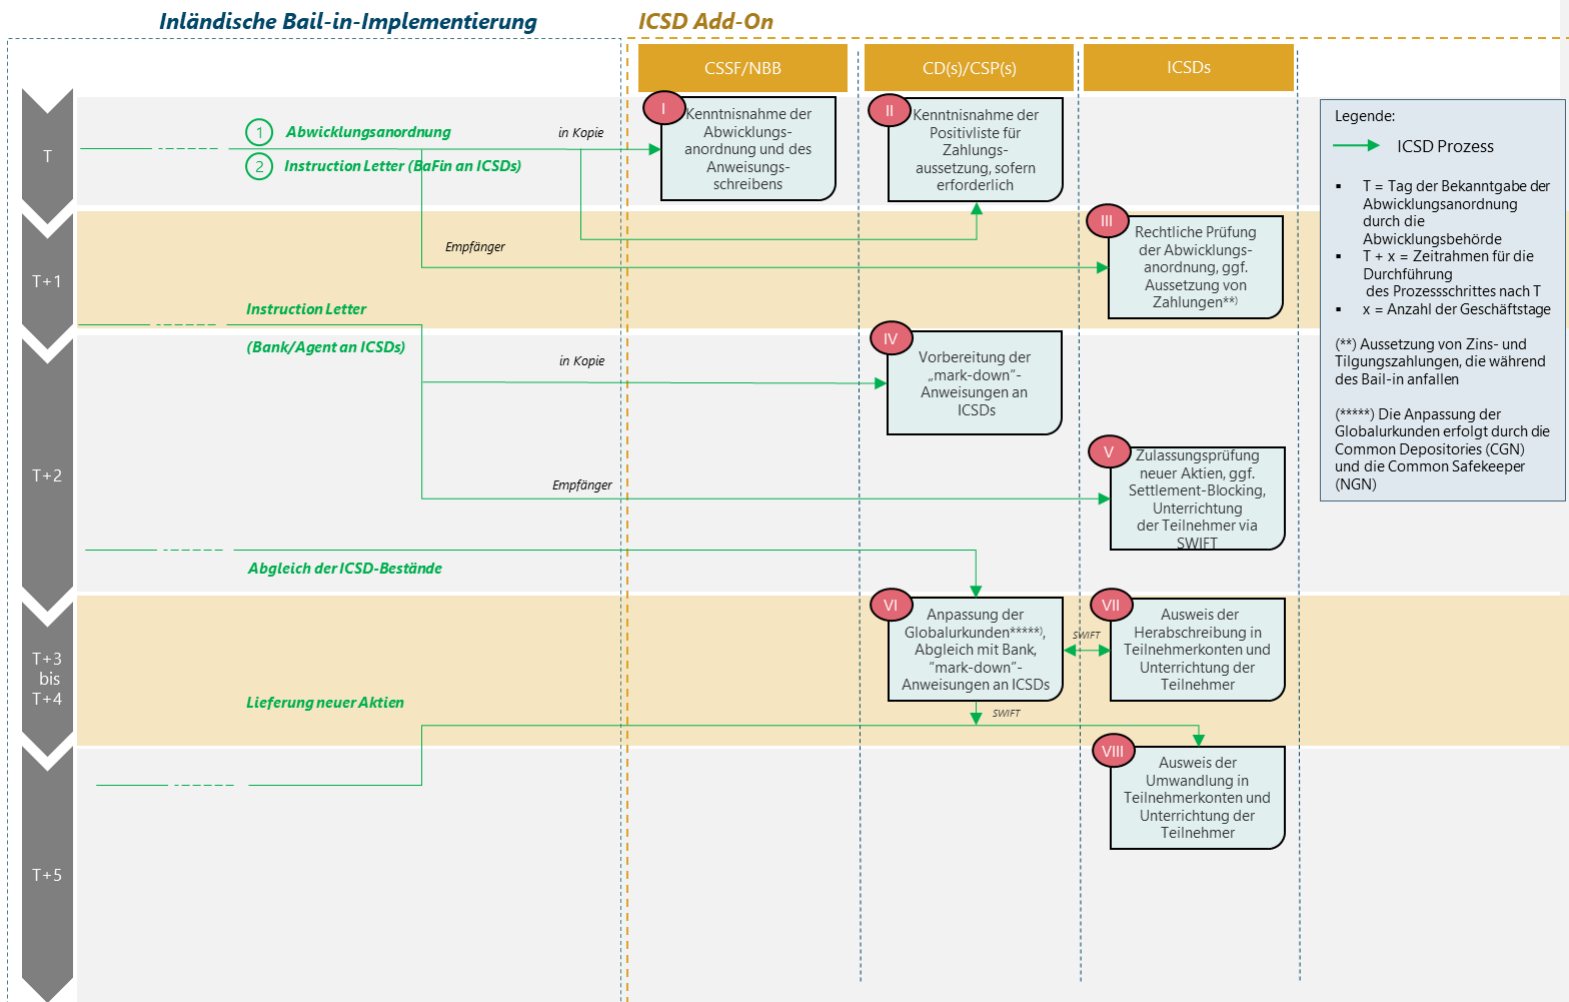 Inländische Bail-in-Implementierung
ICSD Add-On
CSSF/NBB
CD(s)/CSP(s)
ICSDs
T
1
Abwicklungsanordnung
2
Instruction Letter (BaFin an ICSDs)
in Kopie
I
Kenntnisnahme der
Abwicklungs-
anordnung und des
Anweisungs-
schreibens
II
Kenntnisnahme der
Positivliste für
Zahlungs-
aussetzung, sofern
erforderlich
T+1
Empfänger
III
Rechtliche Prüfung
der Abwicklungs-
anordnung, ggf.
Aussetzung von
Zahlungen**)
Instruction Letter
(Bank/Agent an ICSDs)
T+2
in Kopie
IV
Vorbereitung der
„mark-down“-
Anweisungen an
ICSDs
Empfänger
V
Zulassungsprüfung
neuer Aktien, ggf.
Settlement-Blocking,
Unterrichtung
der Teilnehmer via
SWIFT
Abgleich der ICSD-Bestände
T+3
bis
T+4
VI
Anpassung der
Globalurkunden*****),
Abgleich mit Bank,
“mark-down”-
Anweisungen an ICSDs
SWIFT
VII
Ausweis der
Herabschreibung in
Teilnehmerkonten und
Unterrichtung der
Teilnehmer
Lieferung neuer Aktien
SWIFT
T+5
VIII
Ausweis der
Umwandlung in
Teilnehmerkonten und
Unterrichtung der
Teilnehmer
Legende:
ICSD Prozess
▪ T = Tag der Bekanntgabe der
Abwicklungsanordnung
durch die
Abwicklungsbehörde
▪ T + x = Zeitrahmen für die
Durchführung
des Prozessschrittes nach T
▪ x = Anzahl der Geschäftstage
(**) Aussetzung von Zins- und
Tilgungszahlungen, die während
des Bail-in anfallen
(*****) Die Anpassung der
Globalurkunden erfolgt durch die
Common Depositories (CGN)
und die Common Safekeeper
(NGN)